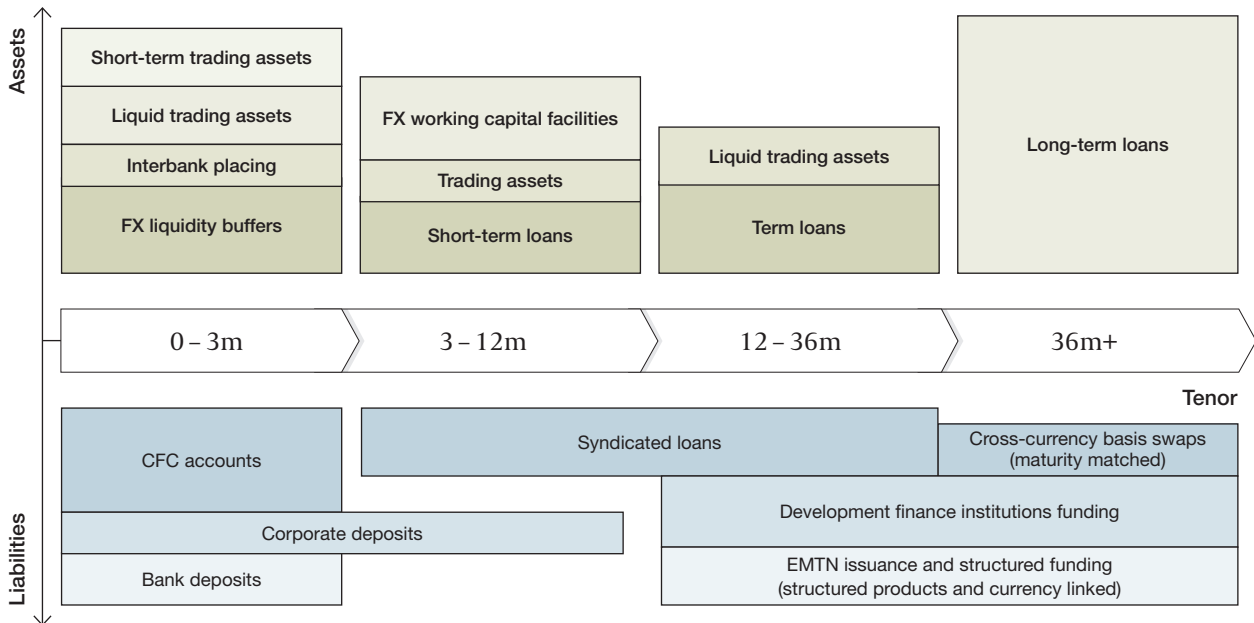 Assets
Short-term trading assets
Liquid trading assets
Interbank placing
FX liquidity buffers
FX working capital facilities
Trading assets
Short-term loans
Liquid trading assets
Term loans
Long-term loans
0 – 3m
3 – 12m
12 – 36m
36m+
Tenor
Liabilities
CFC accounts
Corporate deposits
Bank deposits
Syndicated loans
Cross-currency basis swaps
(maturity matched)
Development finance institutions funding
EMTN issuance and structured funding
(structured products and currency linked)